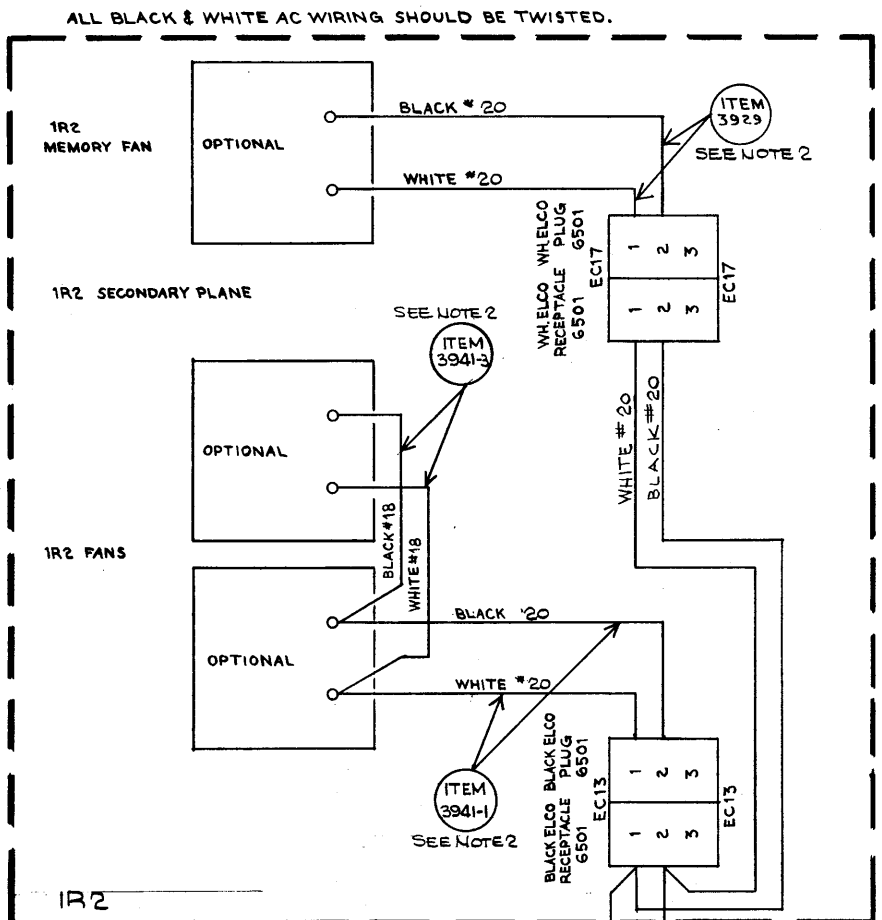 ALL BLACK & WHITE AC WIRING SHOULD BE TWISTED.
1R2
MEMORY FAN
OPTIONAL
BLACK # 20
WHITE #20
ITEM
3929
SEE NOTE 2
WH.ELCO WH.ELCO
RECEPTACLE PLUG
6501 6501
EC17
1 2 3
1 2 3
EC17
1R2 SECONDARY PLANE
SEE NOTE 2
ITEM
3941-3
OPTIONAL
WHITE # 20
BLACK #20
BLACK #18
WHITE #18
1R2 FANS
OPTIONAL
BLACK #20
WHITE #20
ITEM
3941-1
SEE NOTE 2
BLACK ELCO BLACK ELCO
RECEPTACLE PLUG
6501 6501
EC13
1 2 3
1 2 3
EC13
1R2